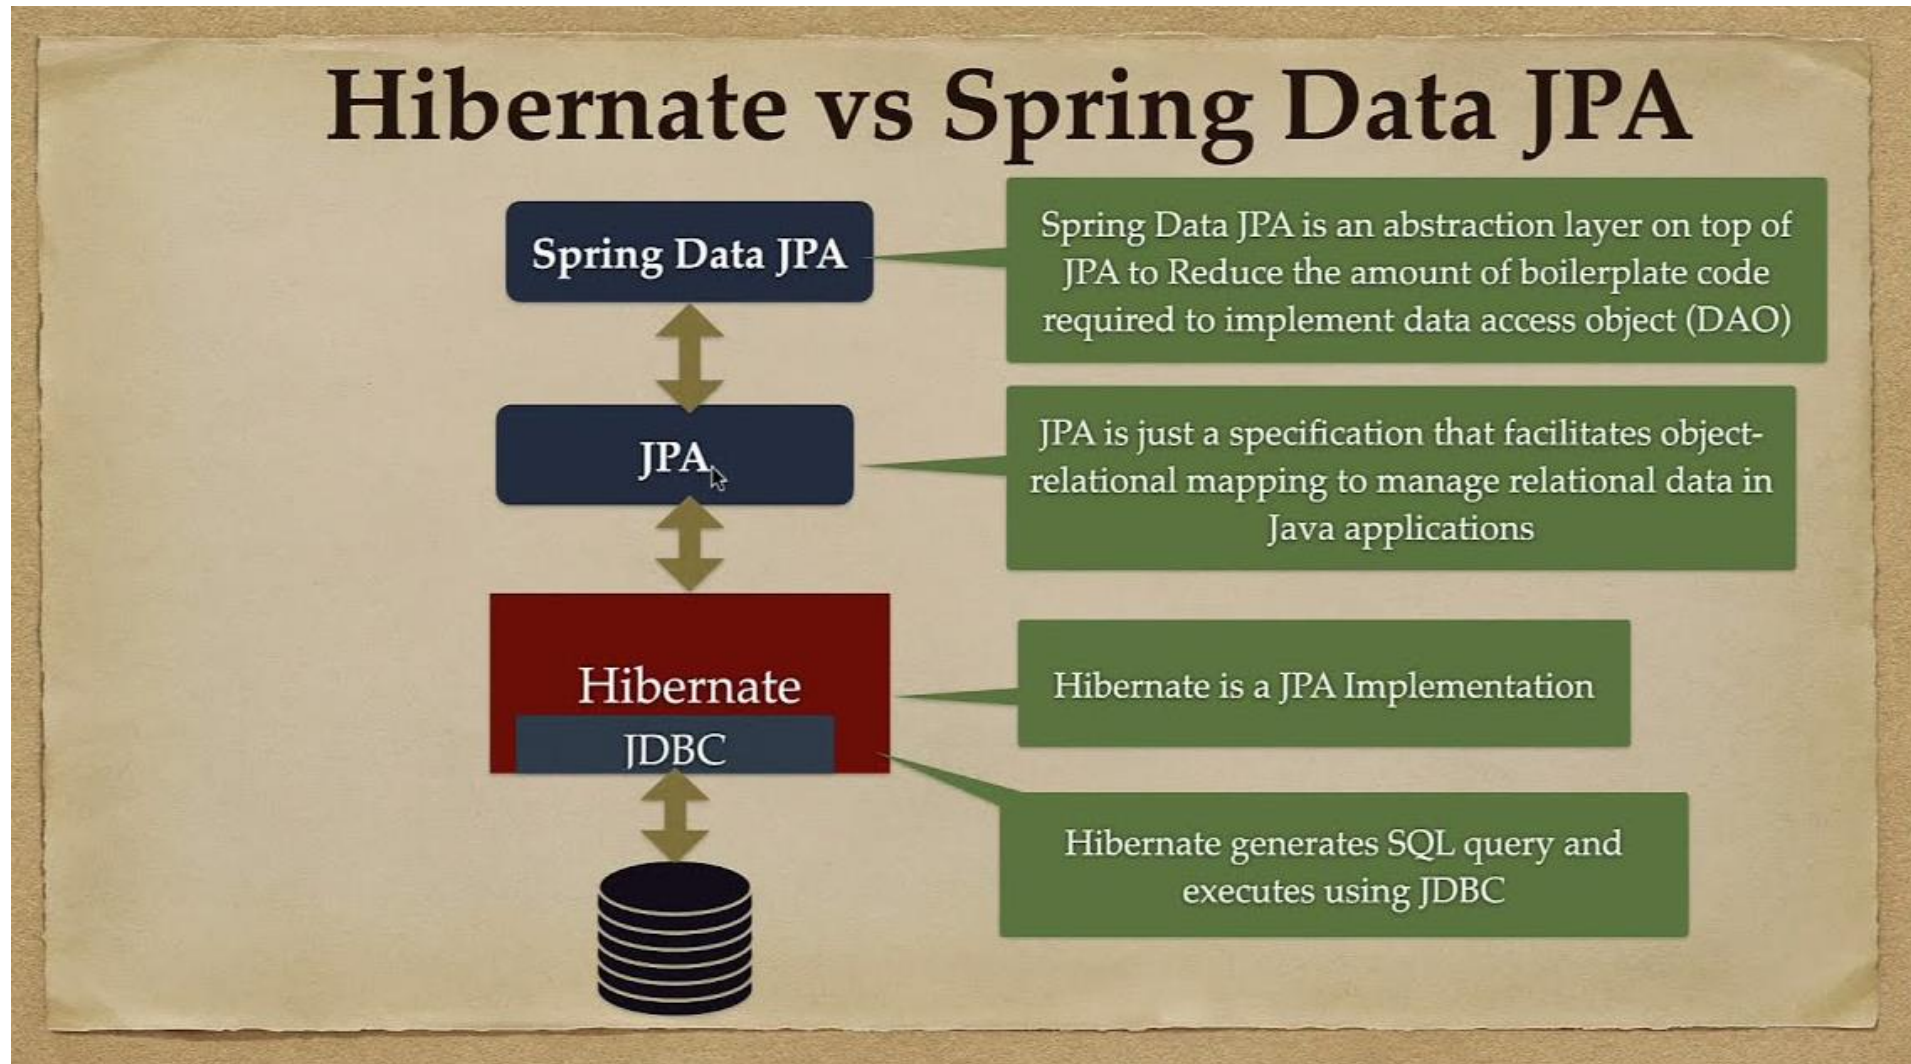 Hibernate vs Spring Data JPA
Spring Data JPA
Spring Data JPA is an abstraction layer on top of
JPA to Reduce the amount of boilerplate code
required to implement data access object (DAO)
JPA
JPA is just a specification that facilitates object-
relational mapping to manage relational data in
Java applications
Hibernate
Hibernate is a JPA Implementation
JDBC
Hibernate generates SQL query and
executes using JDBC